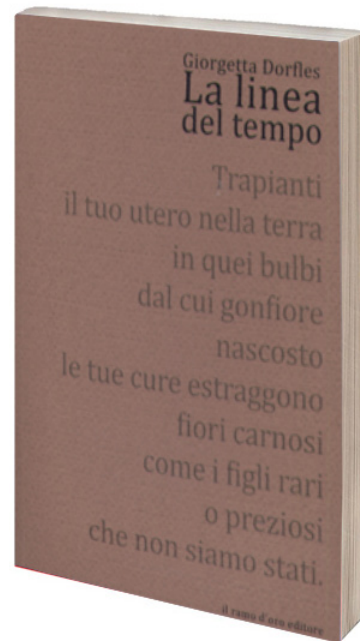 Giorgetta Dorfles
La linea
del tempo
Trapianti
il tuo utero nella terra
in quei bulbi
dal cui gonfiore
nascosto
le tue cure estraggono
fiori carnosi
come i figli rari
o preziosi
che non siamo stati.
il ramo d'oro editore